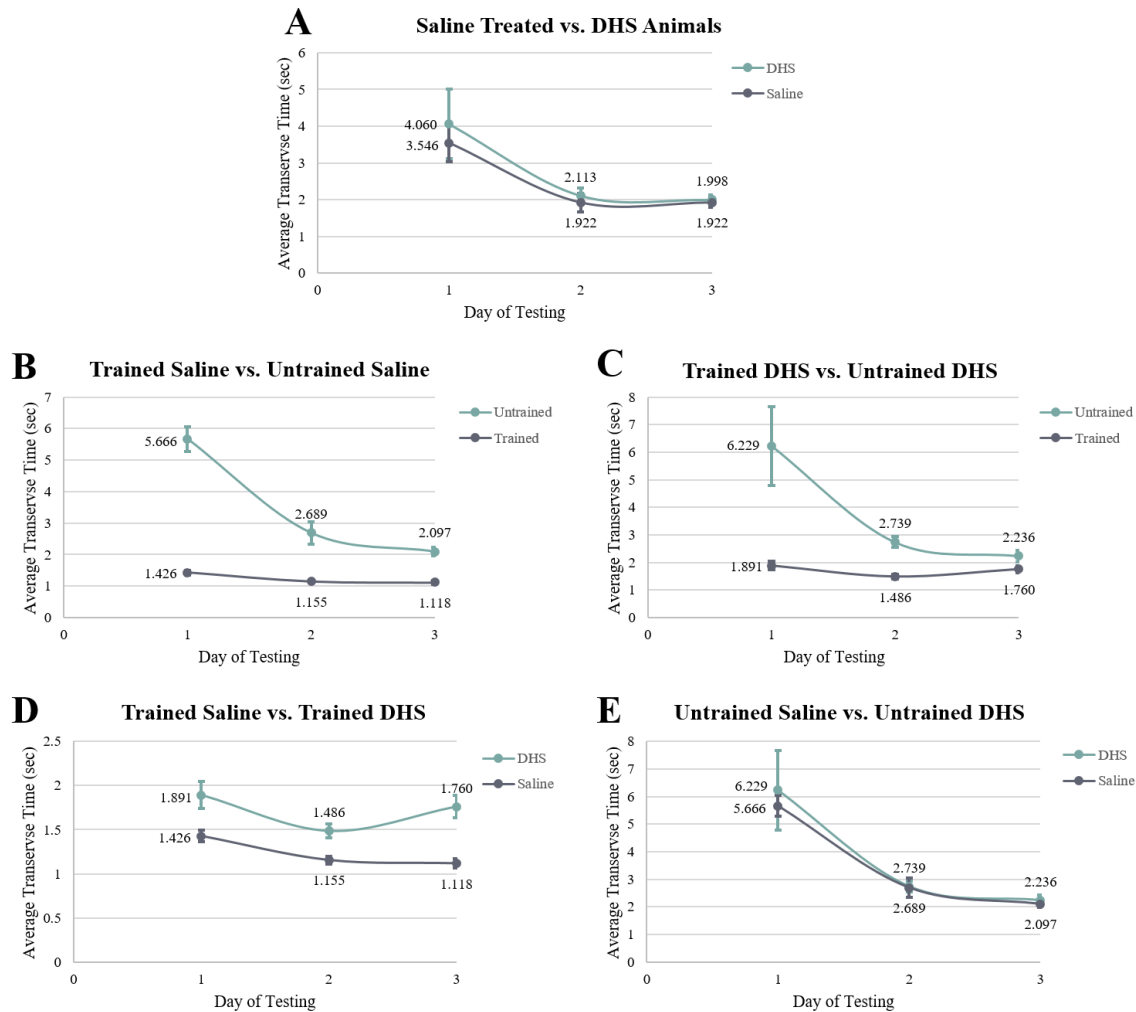 A
Saline Treated vs. DHS Animals
Average Transervse Time (sec)
6
5
4
3
2
1
0
4.060
3.546
2.113
1.922
1.998
1.922
0
1
2
3
Day of Testing
DHS
Saline
B
Trained Saline vs. Untrained Saline
Average Transervse Time (sec)
7
6
5
4
3
2
1
0
5.666
2.689
2.097
1.426
1.155
1.118
0
1
2
3
Day of Testing
Untrained
Trained
C
Trained DHS vs. Untrained DHS
Average Transervse Time (sec)
8
7
6
5
4
3
2
1
0
6.229
2.739
2.236
1.891
1.486
1.760
0
1
2
3
Day of Testing
Untrained
Trained
D
Trained Saline vs. Trained DHS
Average Transervse Time (sec)
2.5
2
1.5
1
0.5
0
1.891
1.486
1.760
1.426
1.155
1.118
0
1
2
3
Day of Testing
DHS
Saline
E
Untrained Saline vs. Untrained DHS
Average Transervse Time (sec)
8
7
6
5
4
3
2
1
0
6.229
5.666
2.739
2.689
2.236
2.097
0
1
2
3
Day of Testing
DHS
Saline